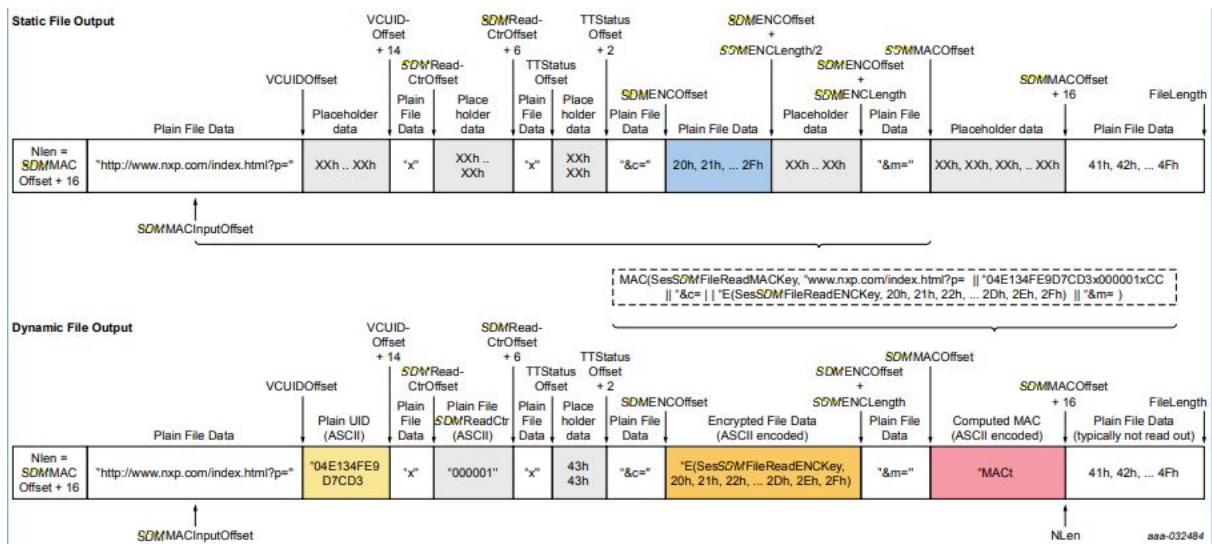 Static File Output
VCUID-
Offset
+ 14
SDMRead-
CtrOffset
+ 6
TTStatus
Offset
+ 2
SDMENCOffset
+
SDMENCLength/2
SDMMACOffset
VCUIDOffset
SDMRead-
CtrOffset
TTStatus
Offset
SDMENCOffset
SDMENCOffset
+
SDMENCLength
SDMMACOffset
+ 16
FileLength
Plain File Data
Placeholder
data
Plain
File
Data
Place
holder
data
Plain
File
Data
Place
holder
data
Plain File
Data
Plain File Data
Placeholder
data
Plain File
Data
Placeholder data
Plain File Data
Nlen =
SDMMAC
Offset + 16
"http://www.nxp.com/index.html?p="
XXh .. XXh
"x"
XXh ..
XXh
"x"
XXh
XXh
"&c="
20h, 21h, ... 2Fh
XXh .. XXh
"&m="
XXh, XXh, XXh, .. XXh
41h, 42h, ... 4Fh
SDMMACInputOffset
MAC(SesSDMFileReadMACKey, "www.nxp.com/index.html?p= || "04E134FE9D7CD3x000001xCC
|| "&c= | | "E(SesSDMFileReadENCKey, 20h, 21h, 22h, ... 2Dh, 2Eh, 2Fh) || "&m= )
Dynamic File Output
VCUID-
Offset
+ 14
SDMRead-
CtrOffset
+ 6
TTStatus
Offset
+ 2
SDMMACOffset
VCUIDOffset
SDMRead-
CtrOffset
TTStatus
Offset
SDMENCOffset
SDMENCOffset
+
SDMENCLength
SDMMACOffset
+ 16
FileLength
Plain File Data
Plain UID
(ASCII)
Plain
File
Data
Plain File
SDMReadCtr
(ASCII)
Plain
File
Data
Place
holder
data
Plain File
Data
Encrypted File Data
(ASCII encoded)
Plain File
Data
Computed MAC
(ASCII encoded)
Plain File Data
(typically not read out)
Nlen =
SDMMAC
Offset + 16
"http://www.nxp.com/index.html?p="
"04E134FE9
D7CD3
"x"
"000001"
"x"
43h
43h
"&c="
"E(SesSDMFileReadENCKey,
20h, 21h, 22h, ... 2Dh, 2Eh, 2Fh)
"&m="
"MACt
41h, 42h, ... 4Fh
SDMMACInputOffset
NLen
aaa-032484